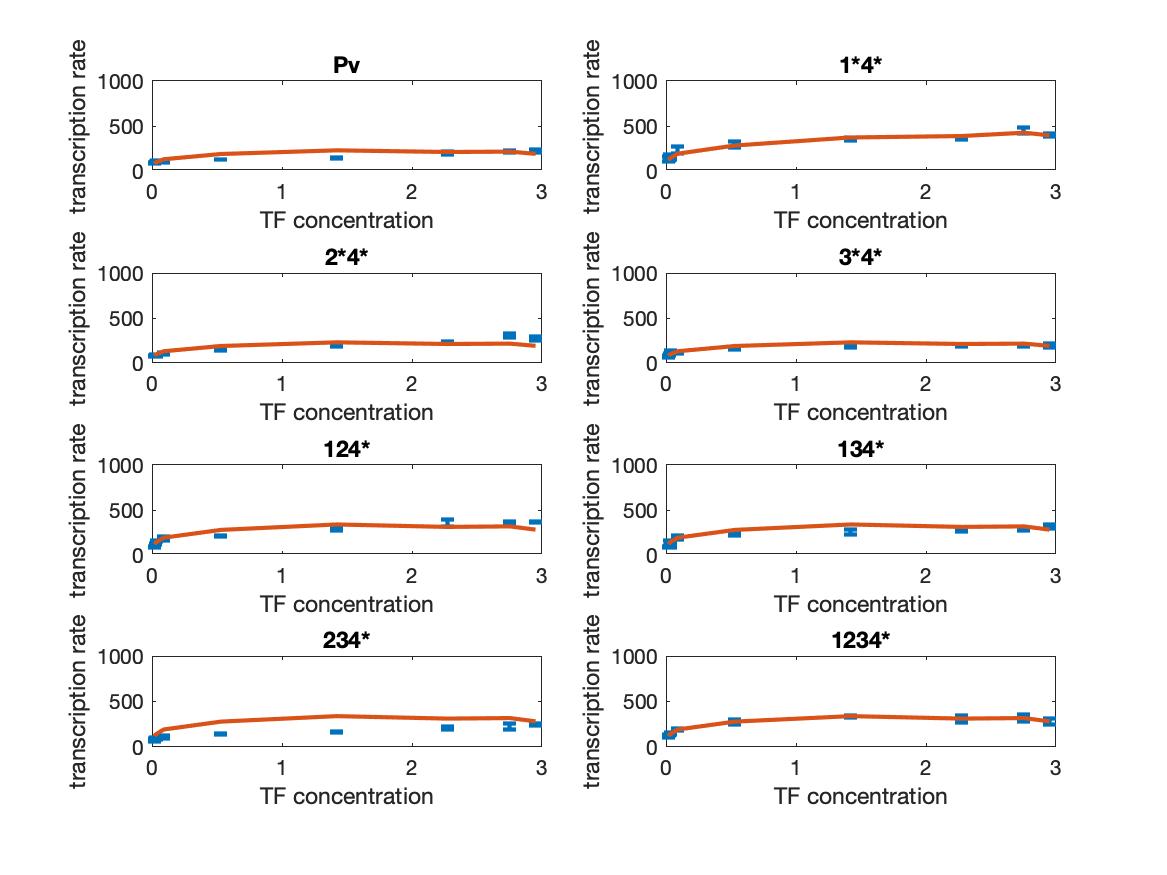 Pv
1000
500
0
transcription rate
0 1 2 3
TF concentration
1*4*
1000
500
0
transcription rate
0 1 2 3
TF concentration
2*4*
1000
500
0
transcription rate
0 1 2 3
TF concentration
3*4*
1000
500
0
transcription rate
0 1 2 3
TF concentration
124*
1000
500
0
transcription rate
0 1 2 3
TF concentration
134*
1000
500
0
transcription rate
0 1 2 3
TF concentration
234*
1000
500
0
transcription rate
0 1 2 3
TF concentration
1234*
1000
500
0
transcription rate
0 1 2 3
TF concentration